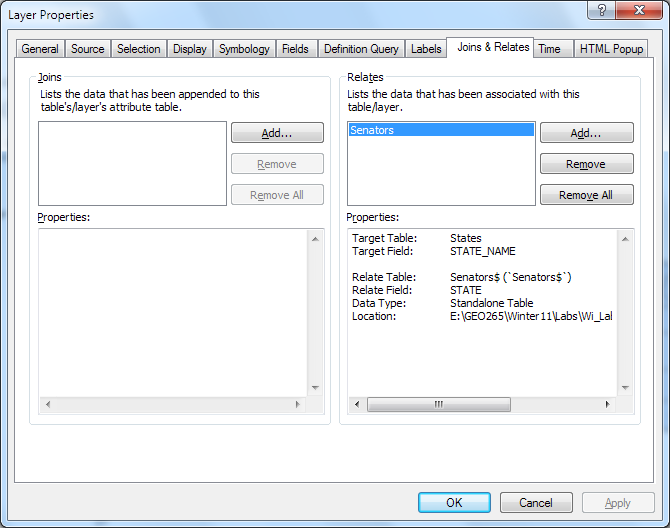 Layer Properties
General Source Selection Display Symbology Fields Definition Query Labels Joins & Relates Time HTML Popup
Joins
Lists the data that has been appended to this
table's/layer's attribute table.
Add...
Remove
Remove All
Properties:
Relates
Lists the data that has been associated with this
table/layer.
Senators
Add...
Remove
Remove All
Properties:
Target Table: States
Target Field: STATE_NAME
Relate Table: Senators$ (`Senators$`)
Relate Field: STATE
Data Type: Standalone Table
Location: E:\GEO265\Winter11\Labs\Wi_Lal
OK Cancel Apply